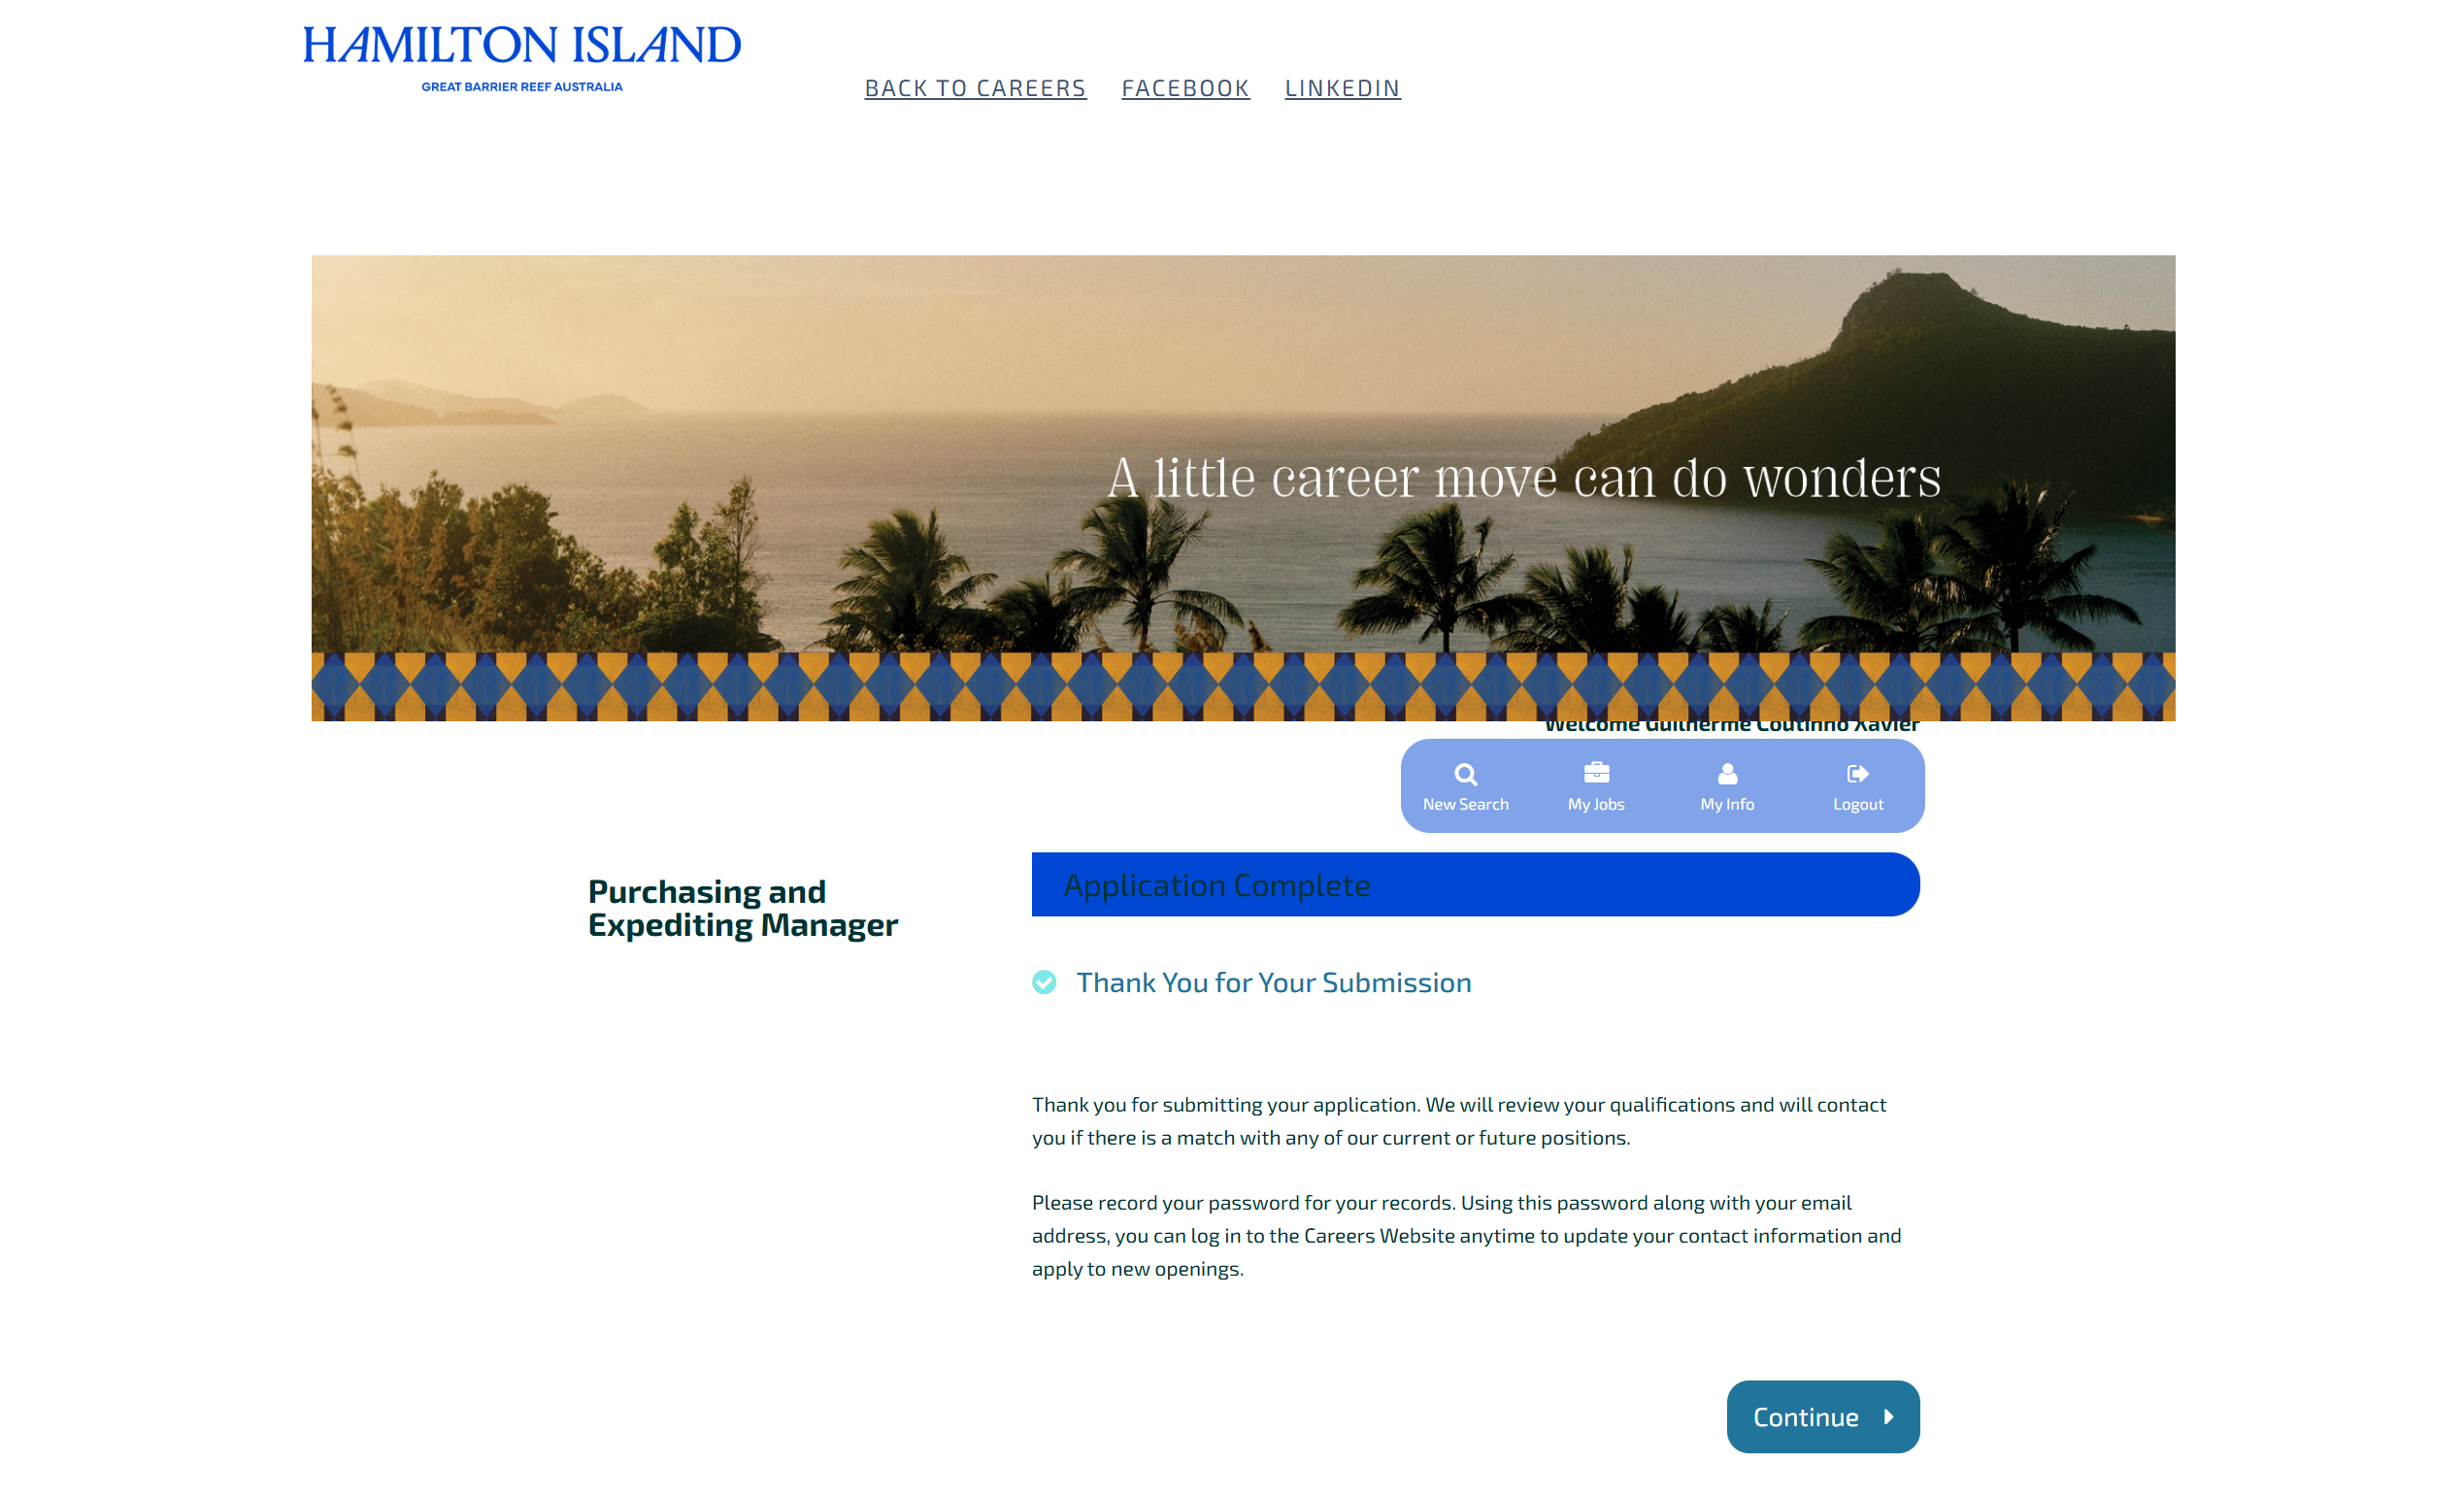 HAMILTON ISLAND
GREAT BARRIER REEF AUSTRALIA
BACK TO CAREERS FACEBOOK LINKEDIN
A little career move can do wonders
Welcome Guilherme Coutinho Xavier
New Search My Jobs My Info Logout
Purchasing and
Expediting Manager
Application Complete
Thank You for Your Submission
Thank you for submitting your application. We will review your qualifications and will contact
you if there is a match with any of our current or future positions.
Please record your password for your records. Using this password along with your email
address, you can log in to the Careers Website anytime to update your contact information and
apply to new openings.
Continue